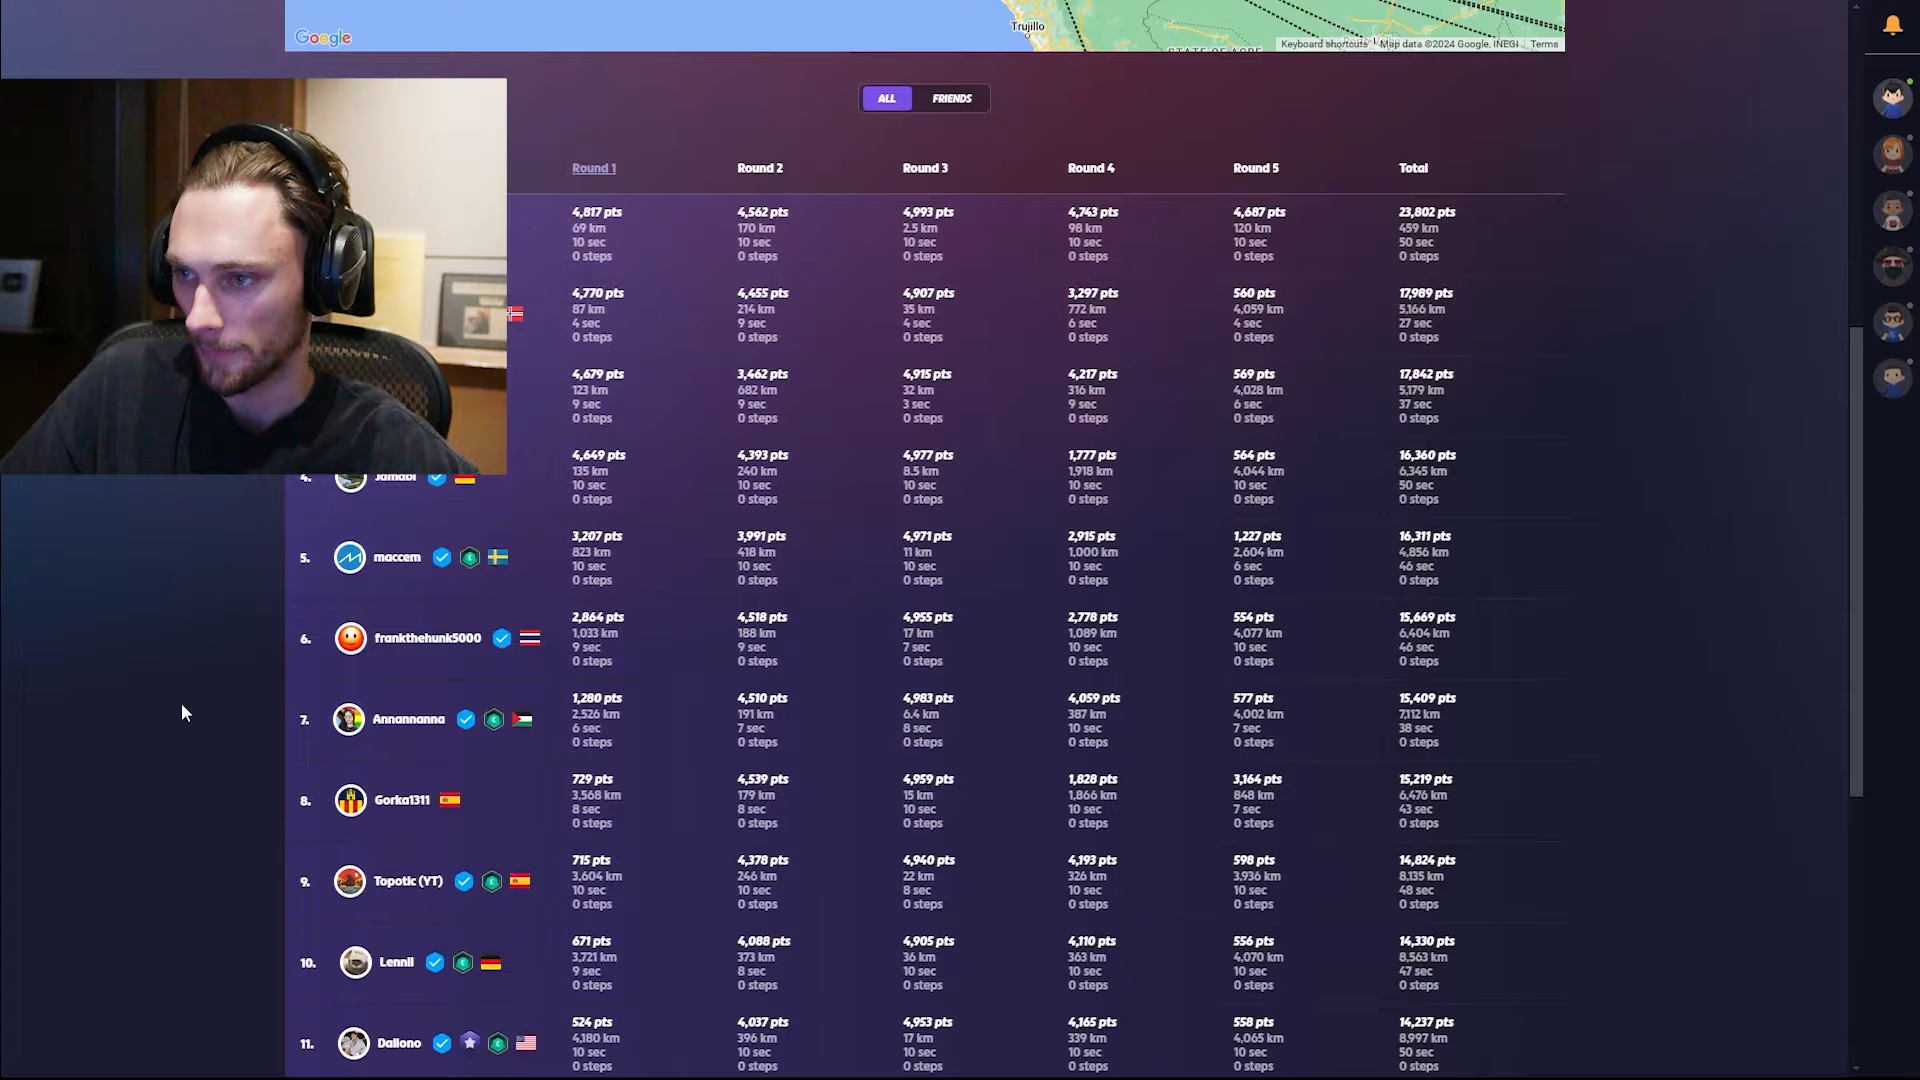 Trujillo
Google
STATE OF ACRE
Keyboard shortcuts Map data ©2024 Google, INEGI Terms
ALL FRIENDS
Round 1 Round 2 Round 3 Round 4 Round 5 Total
4,817 pts 4,562 pts 4,993 pts 4,743 pts 4,687 pts 23,802 pts
69 km 170 km 2.5 km 98 km 120 km 459 km
10 sec 10 sec 10 sec 10 sec 10 sec 50 sec
0 steps 0 steps 0 steps 0 steps 0 steps 0 steps
4,770 pts 4,455 pts 4,907 pts 3,297 pts 560 pts 17,989 pts
87 km 214 km 35 km 772 km 4,059 km 5,166 km
4 sec 9 sec 4 sec 6 sec 4 sec 27 sec
0 steps 0 steps 0 steps 0 steps 0 steps 0 steps
4,679 pts 3,462 pts 4,915 pts 4,217 pts 569 pts 17,842 pts
123 km 682 km 32 km 316 km 4,028 km 5,179 km
9 sec 9 sec 3 sec 9 sec 6 sec 37 sec
0 steps 0 steps 0 steps 0 steps 0 steps 0 steps
4,649 pts 4,393 pts 4,977 pts 1,777 pts 564 pts 16,360 pts
4. Jamabi 135 km 240 km 8.5 km 1,918 km 4,044 km 6,345 km
10 sec 10 sec 10 sec 10 sec 10 sec 50 sec
0 steps 0 steps 0 steps 0 steps 0 steps 0 steps
3,207 pts 3,991 pts 4,971 pts 2,915 pts 1,227 pts 16,311 pts
5. maccem 823 km 418 km 11 km 1,000 km 2,604 km 4,856 km
10 sec 10 sec 10 sec 10 sec 6 sec 46 sec
0 steps 0 steps 0 steps 0 steps 0 steps 0 steps
2,864 pts 4,518 pts 4,955 pts 2,778 pts 554 pts 15,669 pts
6. frankthehunk5000 1,033 km 188 km 17 km 1,089 km 4,077 km 6,404 km
9 sec 9 sec 7 sec 10 sec 10 sec 46 sec
0 steps 0 steps 0 steps 0 steps 0 steps 0 steps
1,280 pts 4,510 pts 4,983 pts 4,059 pts 577 pts 15,409 pts
7. Annannanna 2,526 km 191 km 6.4 km 387 km 4,002 km 7,112 km
6 sec 7 sec 8 sec 10 sec 7 sec 38 sec
0 steps 0 steps 0 steps 0 steps 0 steps 0 steps
729 pts 4,539 pts 4,959 pts 1,828 pts 3,164 pts 15,219 pts
8. Gorka1311 3,568 km 179 km 15 km 1,866 km 848 km 6,476 km
8 sec 8 sec 10 sec 10 sec 7 sec 43 sec
0 steps 0 steps 0 steps 0 steps 0 steps 0 steps
715 pts 4,378 pts 4,940 pts 4,193 pts 598 pts 14,824 pts
9. Topotic (YT) 3,604 km 246 km 22 km 326 km 3,936 km 8,135 km
10 sec 10 sec 8 sec 10 sec 10 sec 48 sec
0 steps 0 steps 0 steps 0 steps 0 steps 0 steps
671 pts 4,088 pts 4,905 pts 4,110 pts 556 pts 14,330 pts
10. Lennii 3,721 km 373 km 36 km 363 km 4,070 km 8,563 km
9 sec 8 sec 10 sec 10 sec 10 sec 47 sec
0 steps 0 steps 0 steps 0 steps 0 steps 0 steps
524 pts 4,037 pts 4,953 pts 4,165 pts 558 pts 14,237 pts
11. Dallono 4,180 km 396 km 17 km 339 km 4,065 km 8,997 km
10 sec 10 sec 10 sec 10 sec 10 sec 50 sec
0 steps 0 steps 0 steps 0 steps 0 steps 0 steps